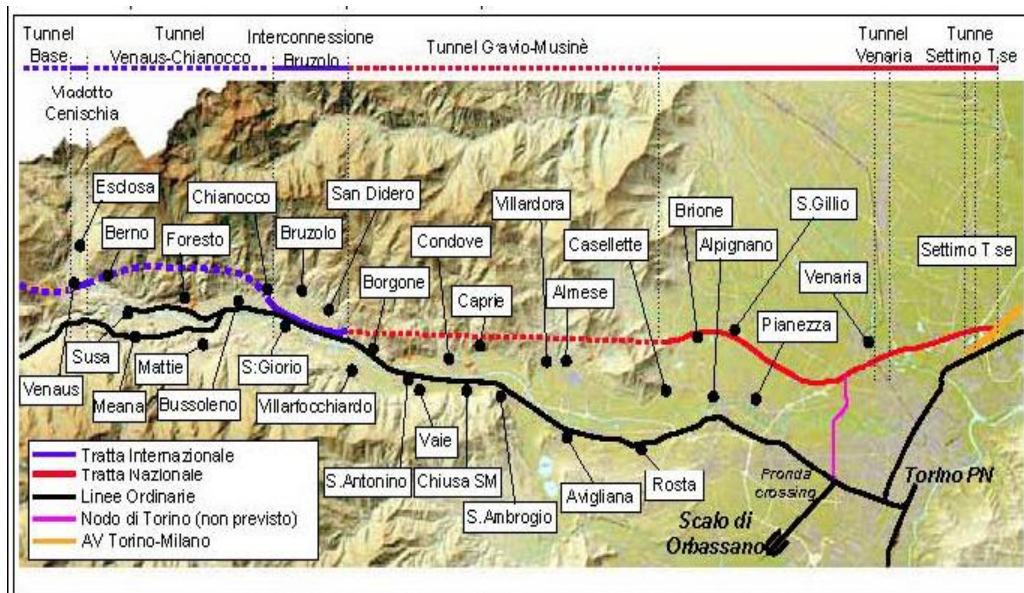 Tunnel
Base
Tunnel
Venaus-Chianocco
Interconnessione
Bruzolo
Tunnel Gravio-Musinè
Tunnel
Venaria
Tunne
Settimo T.se
Viadotto
Cenischia
Esclosa
Berno
Foresto
Chianocco
Bruzolo
San Didero
Borgone
Condove
Caprie
Villardora
Almese
Casellette
Brione
Alpignano
S.Gillio
Pianezza
Venaria
Settimo T se
Venaus
Susa
Meana
Mattie
Bussoleno
S:Giorio
Villarfocchiardo
S.Antonino
Vaie
Chiusa SM
S.Ambrogio
Avigliana
Rosta
Fronda
crossing
Torino PN
Scalo di
Orbassano
Tratta Internazionale
Tratta Nazionale
Linee Ordinarie
Nodo di Torino (non previsto)
AV Torino-Milano